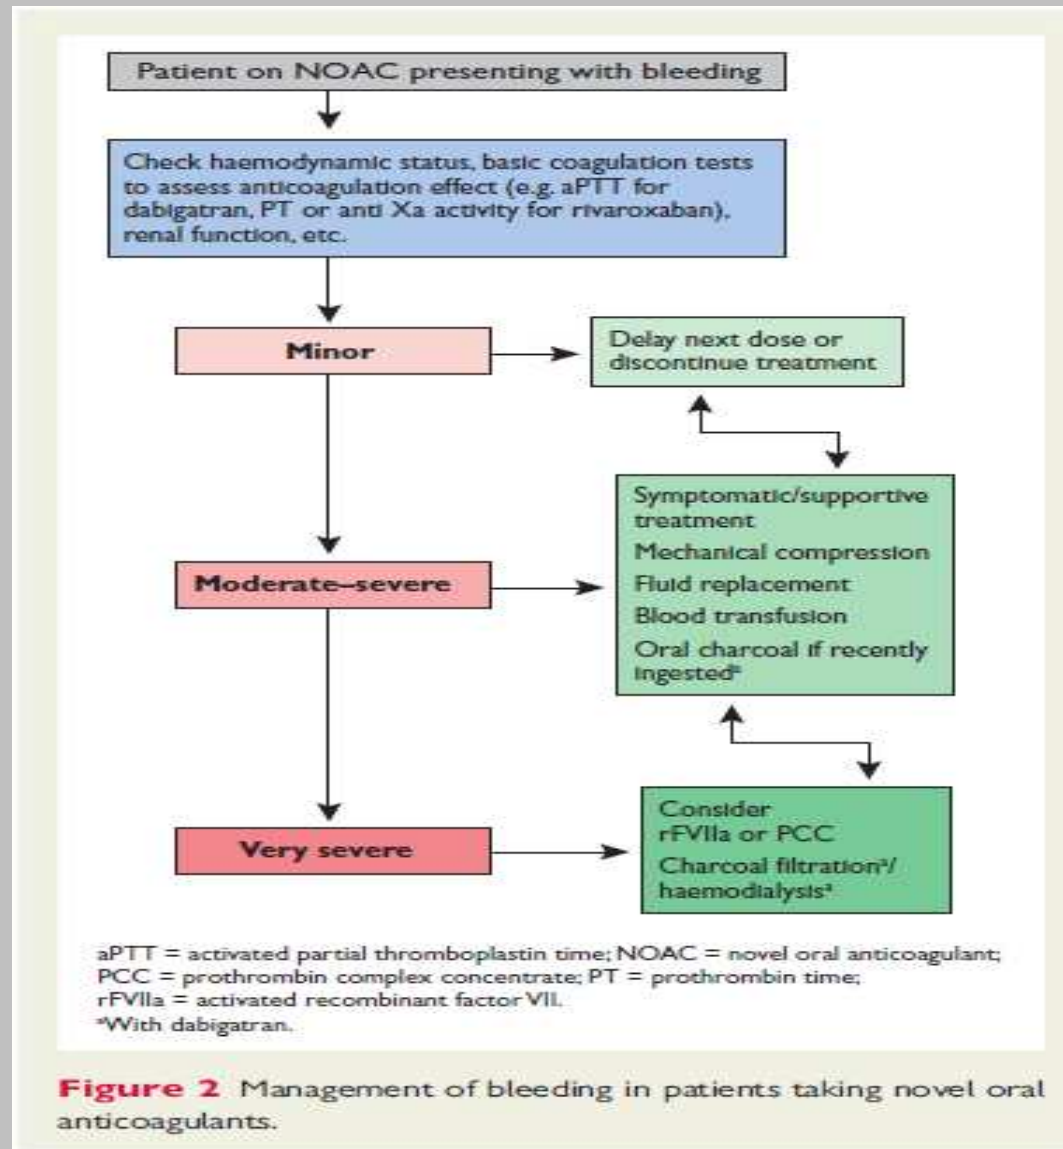 Patient on NOAC presenting with bleeding
Check haemodynamic status, basic coagulation tests
to assess anticoagulation effect (e.g. aPTT for
dabigatran, PT or anti Xa activity for rivaroxaban),
renal function, etc.
Minor
Delay next dose or
discontinue treatment
Moderate–severe
Symptomatic/supportive
treatment
Mechanical compression
Fluid replacement
Blood transfusion
Oral charcoal if recently
ingestedᵃ
Very severe
Consider
rFVIIa or PCC
Charcoal filtrationᵃ/
haemodialysisᵃ
aPTT = activated partial thromboplastin time; NOAC = novel oral anticoagulant;
PCC = prothrombin complex concentrate; PT = prothrombin time;
rFVIIa = activated recombinant factor VII.
ᵃWith dabigatran.
Figure 2 Management of bleeding in patients taking novel oral
anticoagulants.